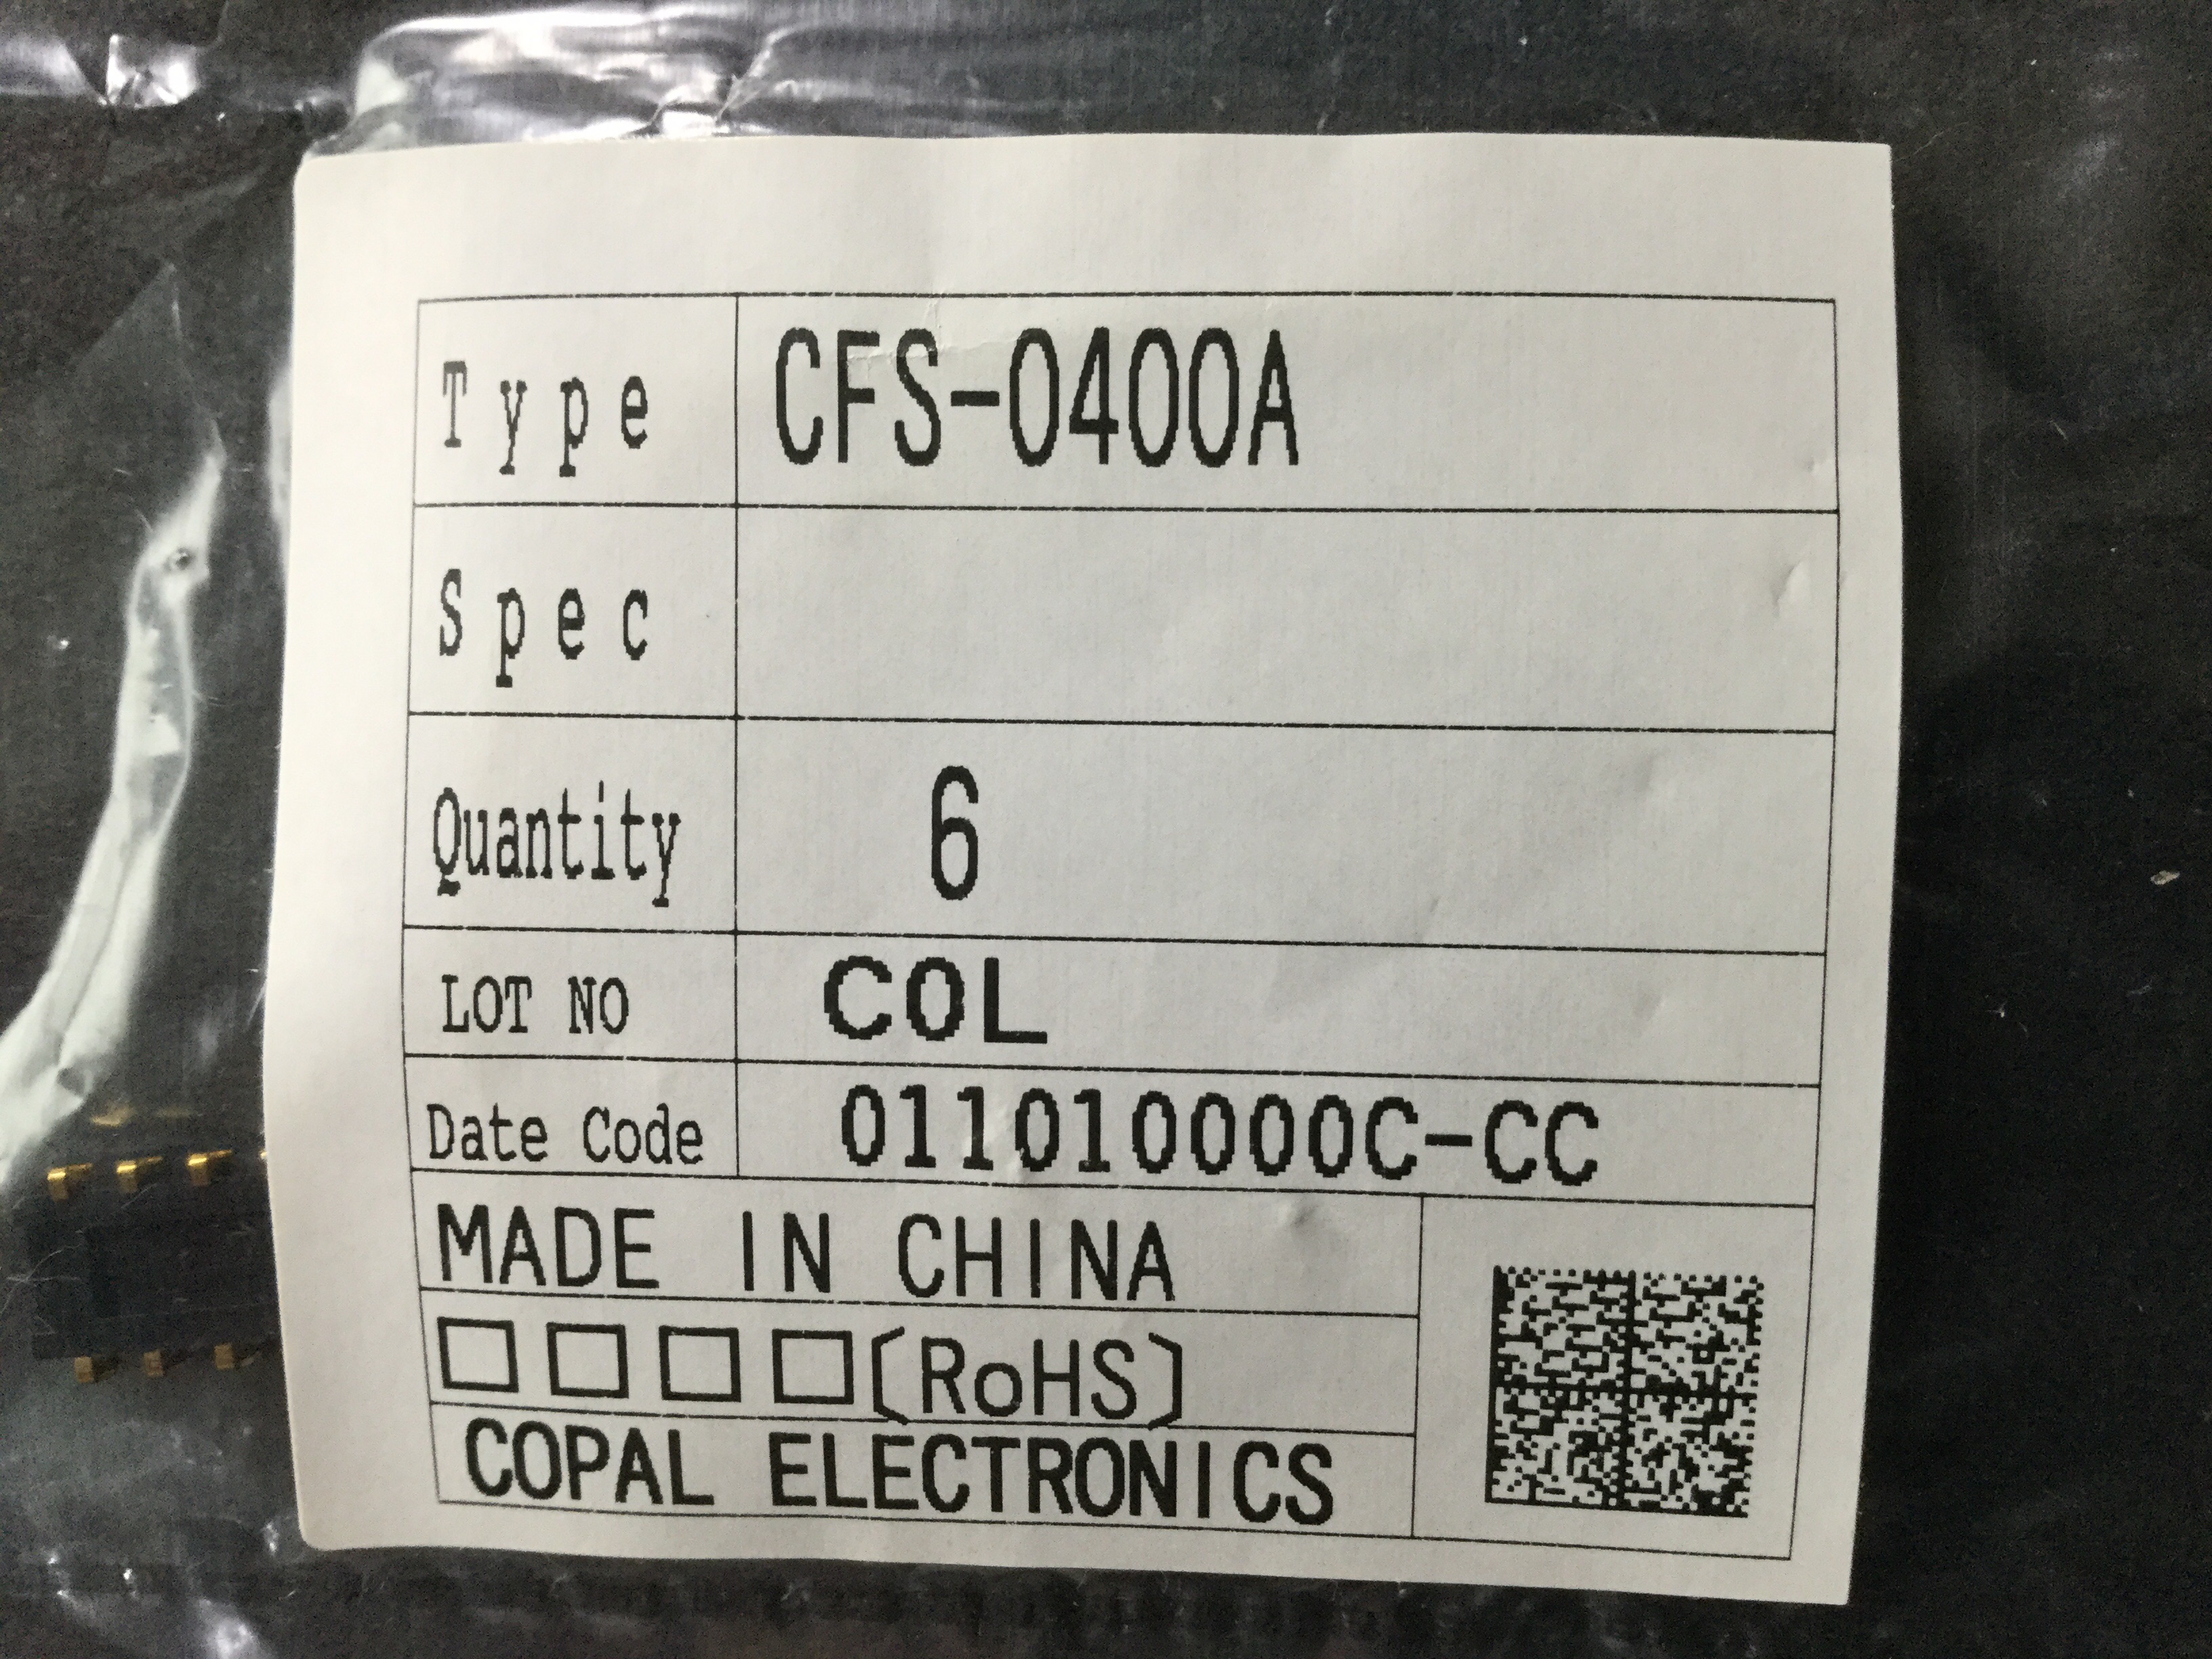 Type CFS-0400A
Spec
Quantity 6
LOT NO COL
Date Code 011010000C-CC
MADE IN CHINA
□□□□(RoHS)
COPAL ELECTRONICS